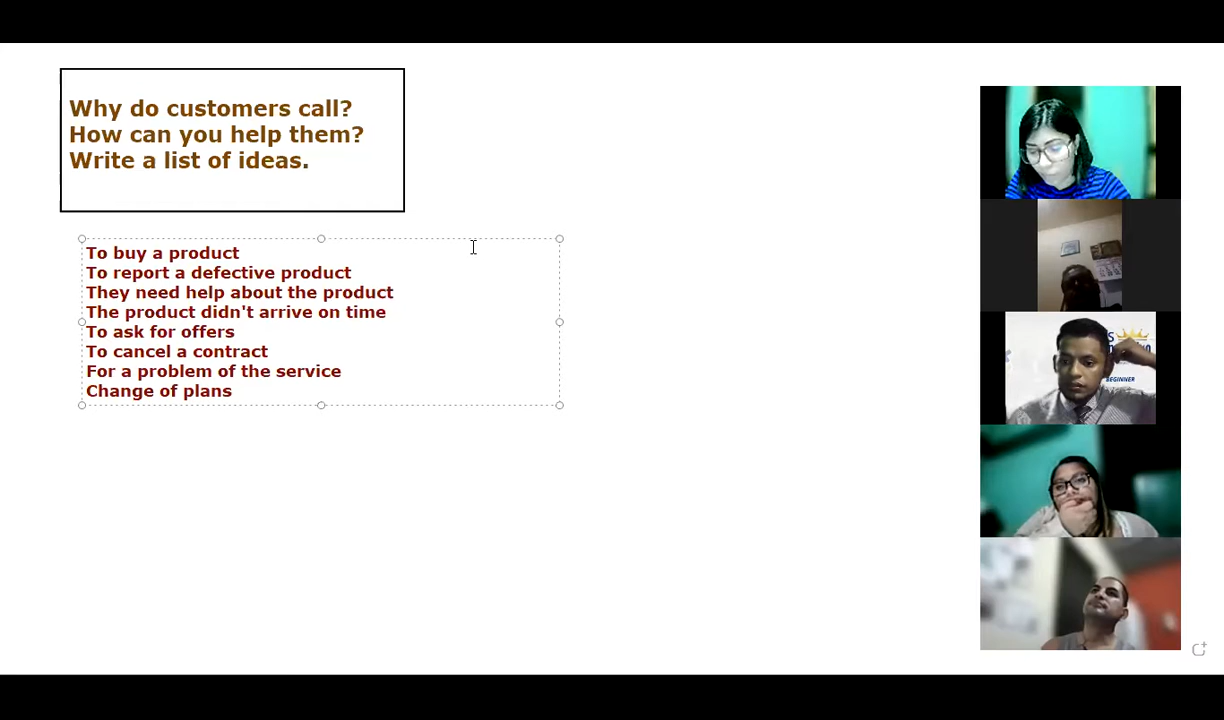 Why do customers call?
How can you help them?
Write a list of ideas.
To buy a product
To report a defective product
They need help about the product
The product didn't arrive on time
To ask for offers
To cancel a contract
For a problem of the service
Change of plans
BEGINNER